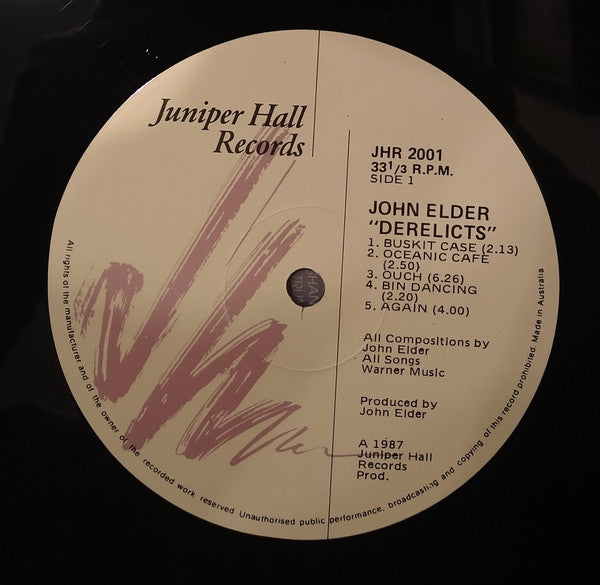 Juniper Hall
Records
JHR 2001
33 1/3 R.P.M.
SIDE 1
JOHN ELDER
"DERELICTS"
1. BUSKIT CASE (2.13)
2. OCEANIC CAFE
(2.50)
3. OUCH (6.26)
4. BIN DANCING
(2.20)
5. AGAIN (4.00)
All Compositions by
John Elder
All Songs
Warner Music
Produced by
John Elder
A 1987
Juniper Hall
Records
Prod.
All rights of the manufacturer and of the owner of the recorded work reserved Unauthorised public performance, broadcasting and copying of this record prohibited. Made in Australia